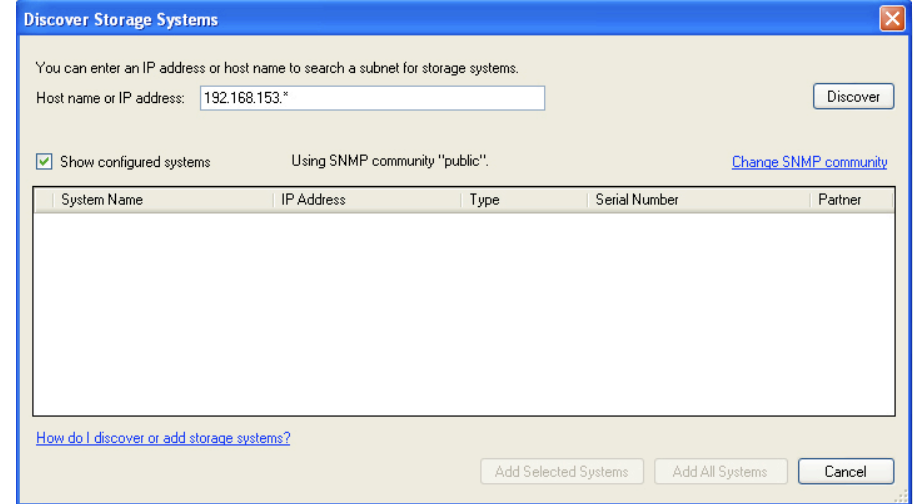 Discover Storage Systems
You can enter an IP address or host name to search a subnet for storage systems.
Host name or IP address: 192.168.153.* Discover
Show configured systems Using SNMP community "public". Change SNMP community
System Name IP Address Type Serial Number Partner
How do I discover or add storage systems?
Add Selected Systems Add All Systems Cancel